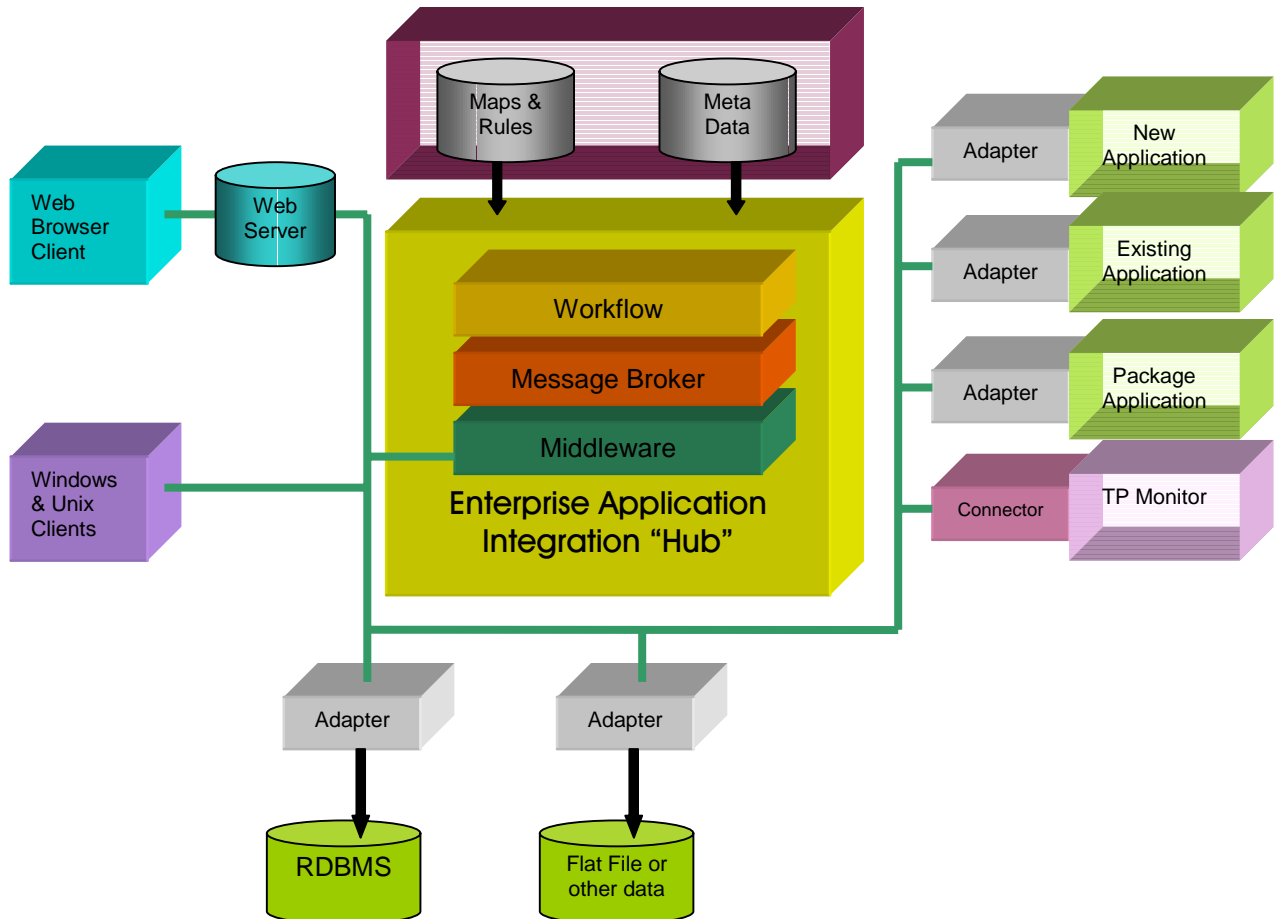 Maps &
Rules
Meta
Data
New
Application
Adapter
Web
Browser
Client
Web
Server
Existing
Application
Adapter
Workflow
Message Broker
Middleware
Package
Application
Adapter
Windows
& Unix
Clients
Enterprise Application
Integration “Hub”
TP Monitor
Connector
Adapter
Adapter
RDBMS
Flat File or
other data